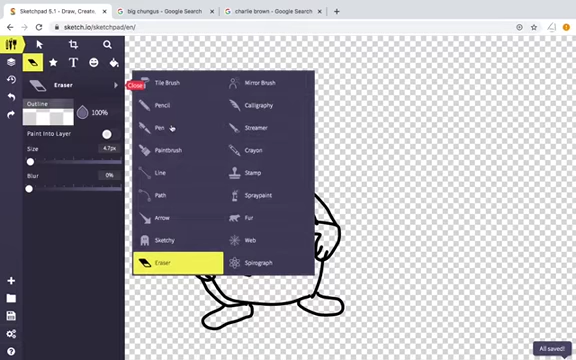 Sketchpad 5.1 - Draw, Create,
big chungus - Google Search
charlie brown - Google Search
sketch.io/sketchpad/en/
Eraser
Close
Outline
100%
Paint Into Layer
Size
4.7px
Blur
0%
Tile Brush
Mirror Brush
Pencil
Calligraphy
Pen
Streamer
Paintbrush
Crayon
Line
Stamp
Path
Spraypaint
Arrow
Fur
Sketchy
Web
Eraser
Spirograph
All saved!